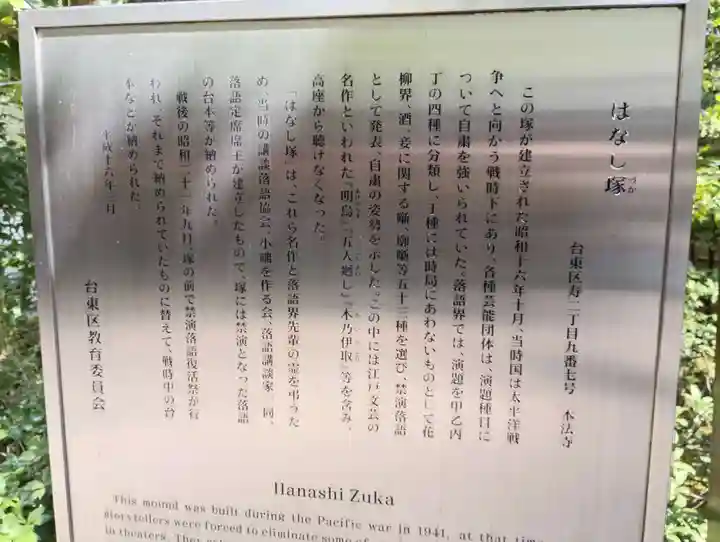 はなし塚
づか
台東区寿二丁目九番七号 本法寺
この塚が建立された昭和十六年十月、当時国は太平洋戦
争へと向かう戦時下にあり、各種芸能団体は、演題種目に
ついて自粛を強いられていた。落語界では、演題を甲乙丙
丁の四種に分類し、丁種には時局にあわないものとして花
柳界、酒、妾に関する噺、廓噺等五十三種を選び、禁演落語
として発表、自粛の姿勢を示した。この中には江戸文芸の
名作といわれた『明烏』『五人廻し』『木乃伊取』等を含み、
高座から聴けなくなった。
「はなし塚」は、これら名作と落語界先輩の霊を弔うた
め、当時の講談落語協会、小咄を作る会、落語講談家一同、
落語定席席主が建立したもので、塚には禁演となった落語
の台本等が納められた。
戦後の昭和二十一年九月、塚の前で禁演落語復活祭が行
われ、それまで納められていたものに替えて、戦時中の台
本などが納められた。
平成十六年三月
台東区教育委員会
Hanashi Zuka
This mound was built during the Pacific war in 1941, at that time
storytellers were forced to eliminate some of
in theaters. They